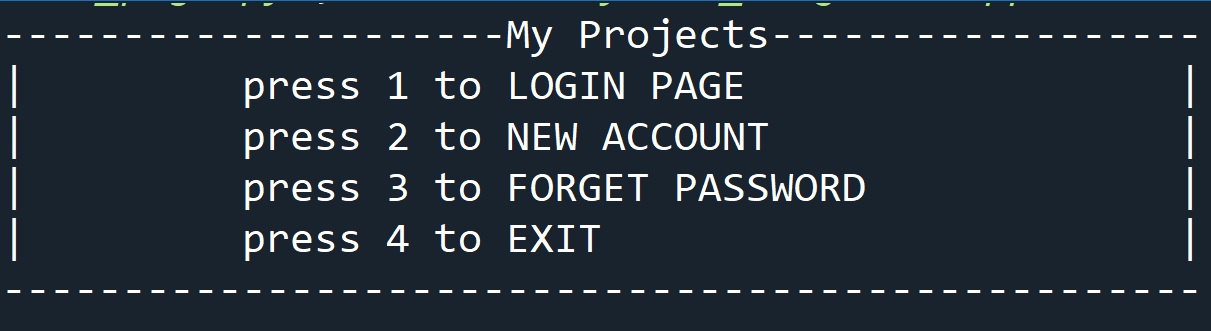 ---------------------My Projects------------------
|         press 1 to LOGIN PAGE                  |
|         press 2 to NEW ACCOUNT                 |
|         press 3 to FORGET PASSWORD             |
|         press 4 to EXIT                        |
--------------------------------------------------